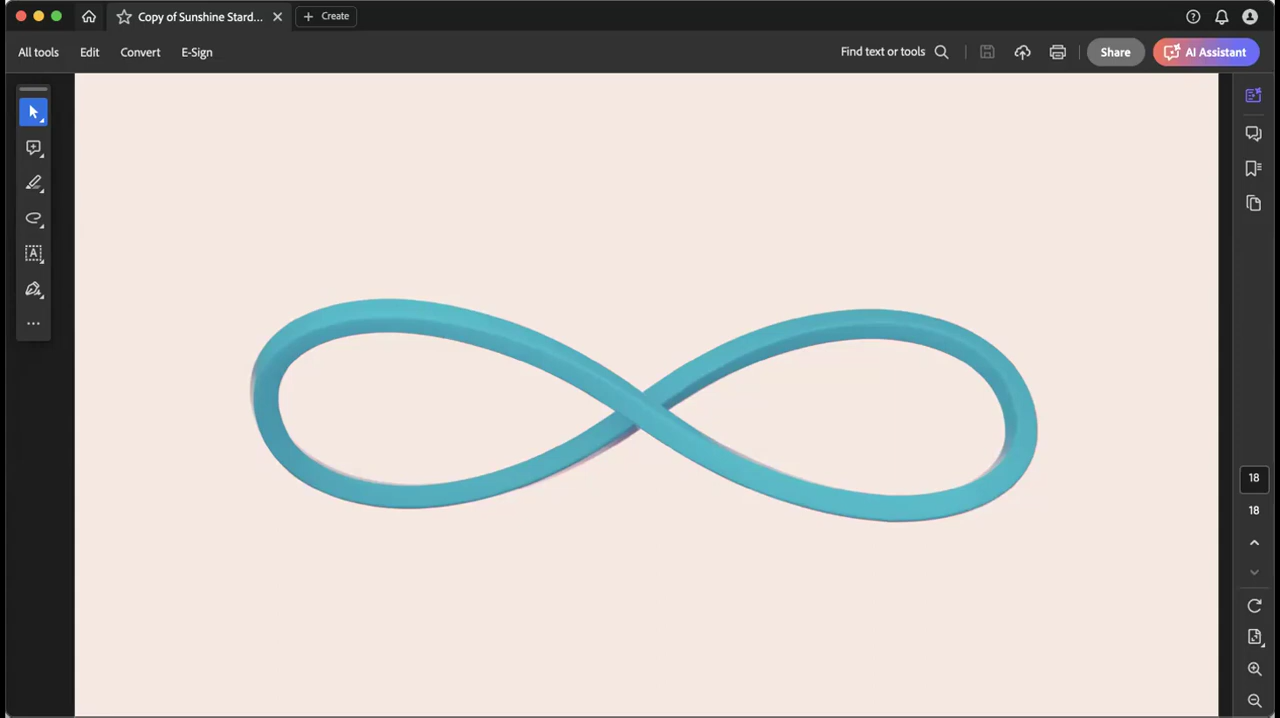 Copy of Sunshine Stard...
Create
All tools
Edit
Convert
E-Sign
Find text or tools
Share
AI Assistant
18
18